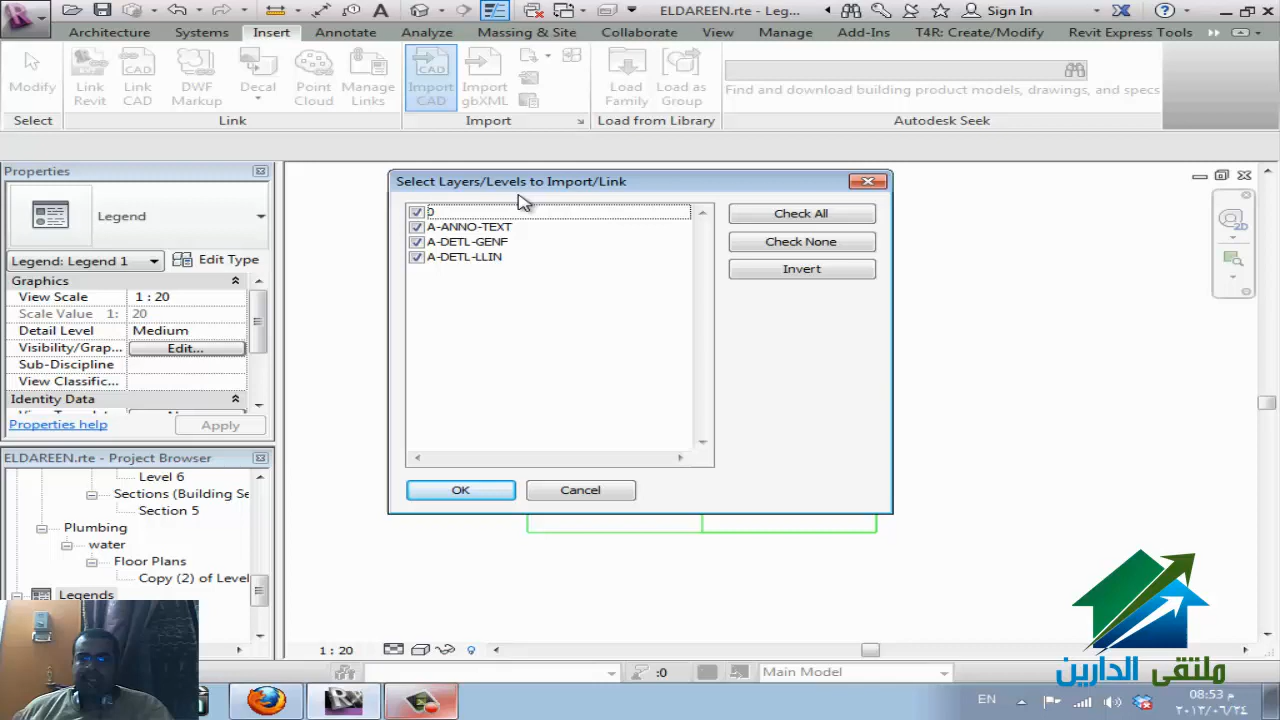 ELDAREEN.rte - Leg...
Sign In
Architecture Systems Insert Annotate Analyze Massing & Site Collaborate View Manage Add-Ins T4R: Create/Modify Revit Express Tools
Modify
Link Revit
Link CAD
DWF Markup
Decal
Point Cloud
Manage Links
Import CAD
Import gbXML
Load Family
Load as Group
Find and download building product models, drawings, and specs
Select Link Import Load from Library Autodesk Seek
Properties
Legend
Legend: Legend 1
Edit Type
Graphics
View Scale 1 : 20
Scale Value 1: 20
Detail Level Medium
Visibility/Grap... Edit...
Sub-Discipline
View Classific...
Identity Data
Properties help
Apply
ELDAREEN.rte - Project Browser
Level 6
Sections (Building Se
Section 5
Plumbing
water
Floor Plans
Copy (2) of Level
Legends
Select Layers/Levels to Import/Link
0
A-ANNO-TEXT
A-DETL-GENF
A-DETL-LLIN
Check All
Check None
Invert
OK
Cancel
2D
1 : 20
:0
Main Model
ملتقى الدارين
EN
08:53 م
٢٠١٣/٠٦/٢٤